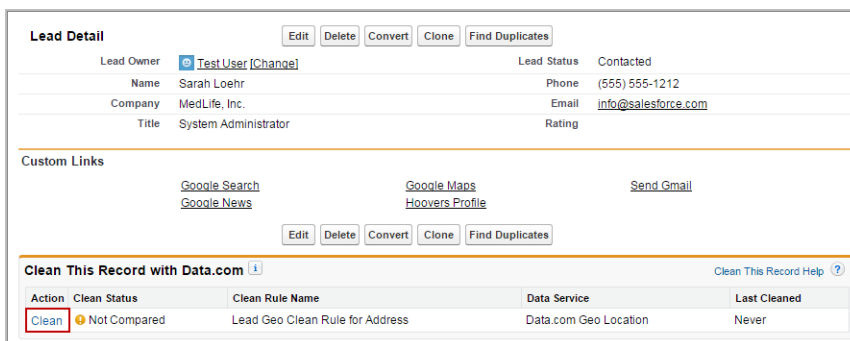 Lead Detail Edit Delete Convert Clone Find Duplicates
Lead Owner Test User [Change] Lead Status Contacted
Name Sarah Loehr Phone (555) 555-1212
Company MedLife, Inc. Email info@salesforce.com
Title System Administrator Rating
Custom Links
Google Search Google Maps Send Gmail
Google News Hoovers Profile
Edit Delete Convert Clone Find Duplicates
Clean This Record with Data.com i Clean This Record Help ?
Action Clean Status Clean Rule Name Data Service Last Cleaned
Clean Not Compared Lead Geo Clean Rule for Address Data.com Geo Location Never